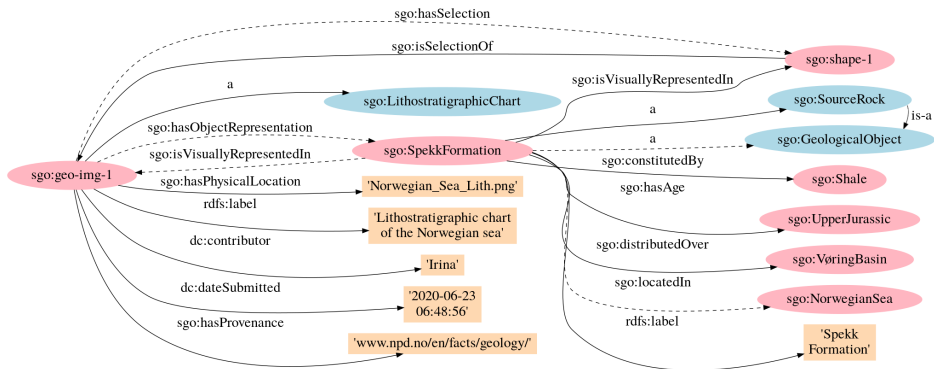 sgo:hasSelection
sgo:isSelectionOf
sgo:shape-1
sgo:isVisuallyRepresentedIn
a
sgo:LithostratigraphicChart
a
sgo:SourceRock
is-a
sgo:hasObjectRepresentation
sgo:SpekkFormation
a
sgo:GeologicalObject
sgo:isVisuallyRepresentedIn
sgo:constitutedBy
sgo:geo-img-1
sgo:hasPhysicalLocation
'Norwegian_Sea_Lith.png'
sgo:hasAge
sgo:Shale
rdfs:label
'Lithostratigraphic chart
of the Norwegian sea'
sgo:UpperJurassic
dc:contributor
sgo:distributedOver
'Irina'
sgo:VøringBasin
dc:dateSubmitted
sgo:locatedIn
'2020-06-23
06:48:56'
sgo:NorwegianSea
sgo:hasProvenance
rdfs:label
'www.npd.no/en/facts/geology/'
'Spekk
Formation'